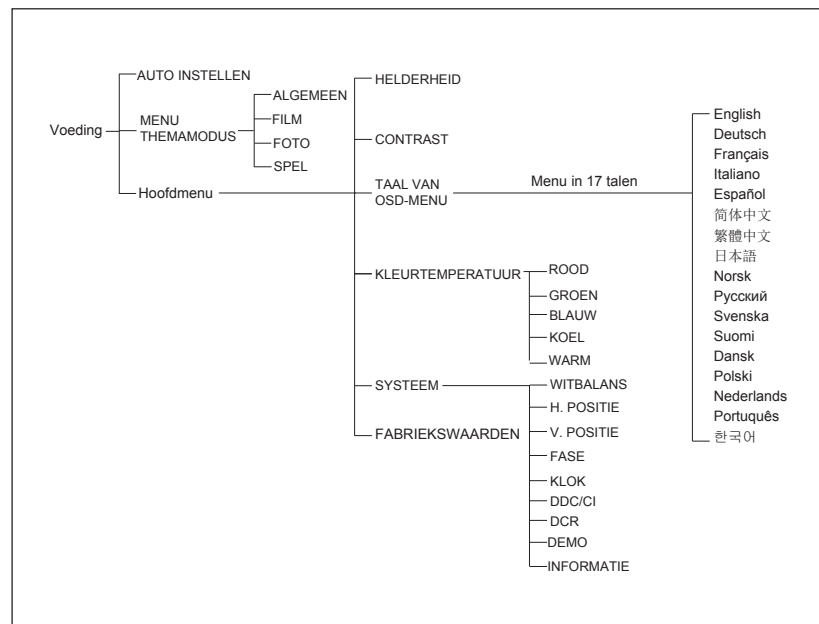 Voeding
AUTO INSTELLEN
MENU
THEMAMODUS
ALGEMEEN
FILM
FOTO
SPEL
Hoofdmenu
HELDERHEID
CONTRAST
TAAL VAN
OSD-MENU
Menu in 17 talen
English
Deutsch
Français
Italiano
Español
简体中文
繁體中文
日本語
Norsk
Русский
Svenska
Suomi
Dansk
Polski
Nederlands
Português
한국어
KLEURTEMPERATUUR
ROOD
GROEN
BLAUW
KOEL
WARM
SYSTEEM
WITBALANS
H. POSITIE
V. POSITIE
FASE
KLOK
DDC/CI
DCR
DEMO
INFORMATIE
FABRIEKSWAARDEN